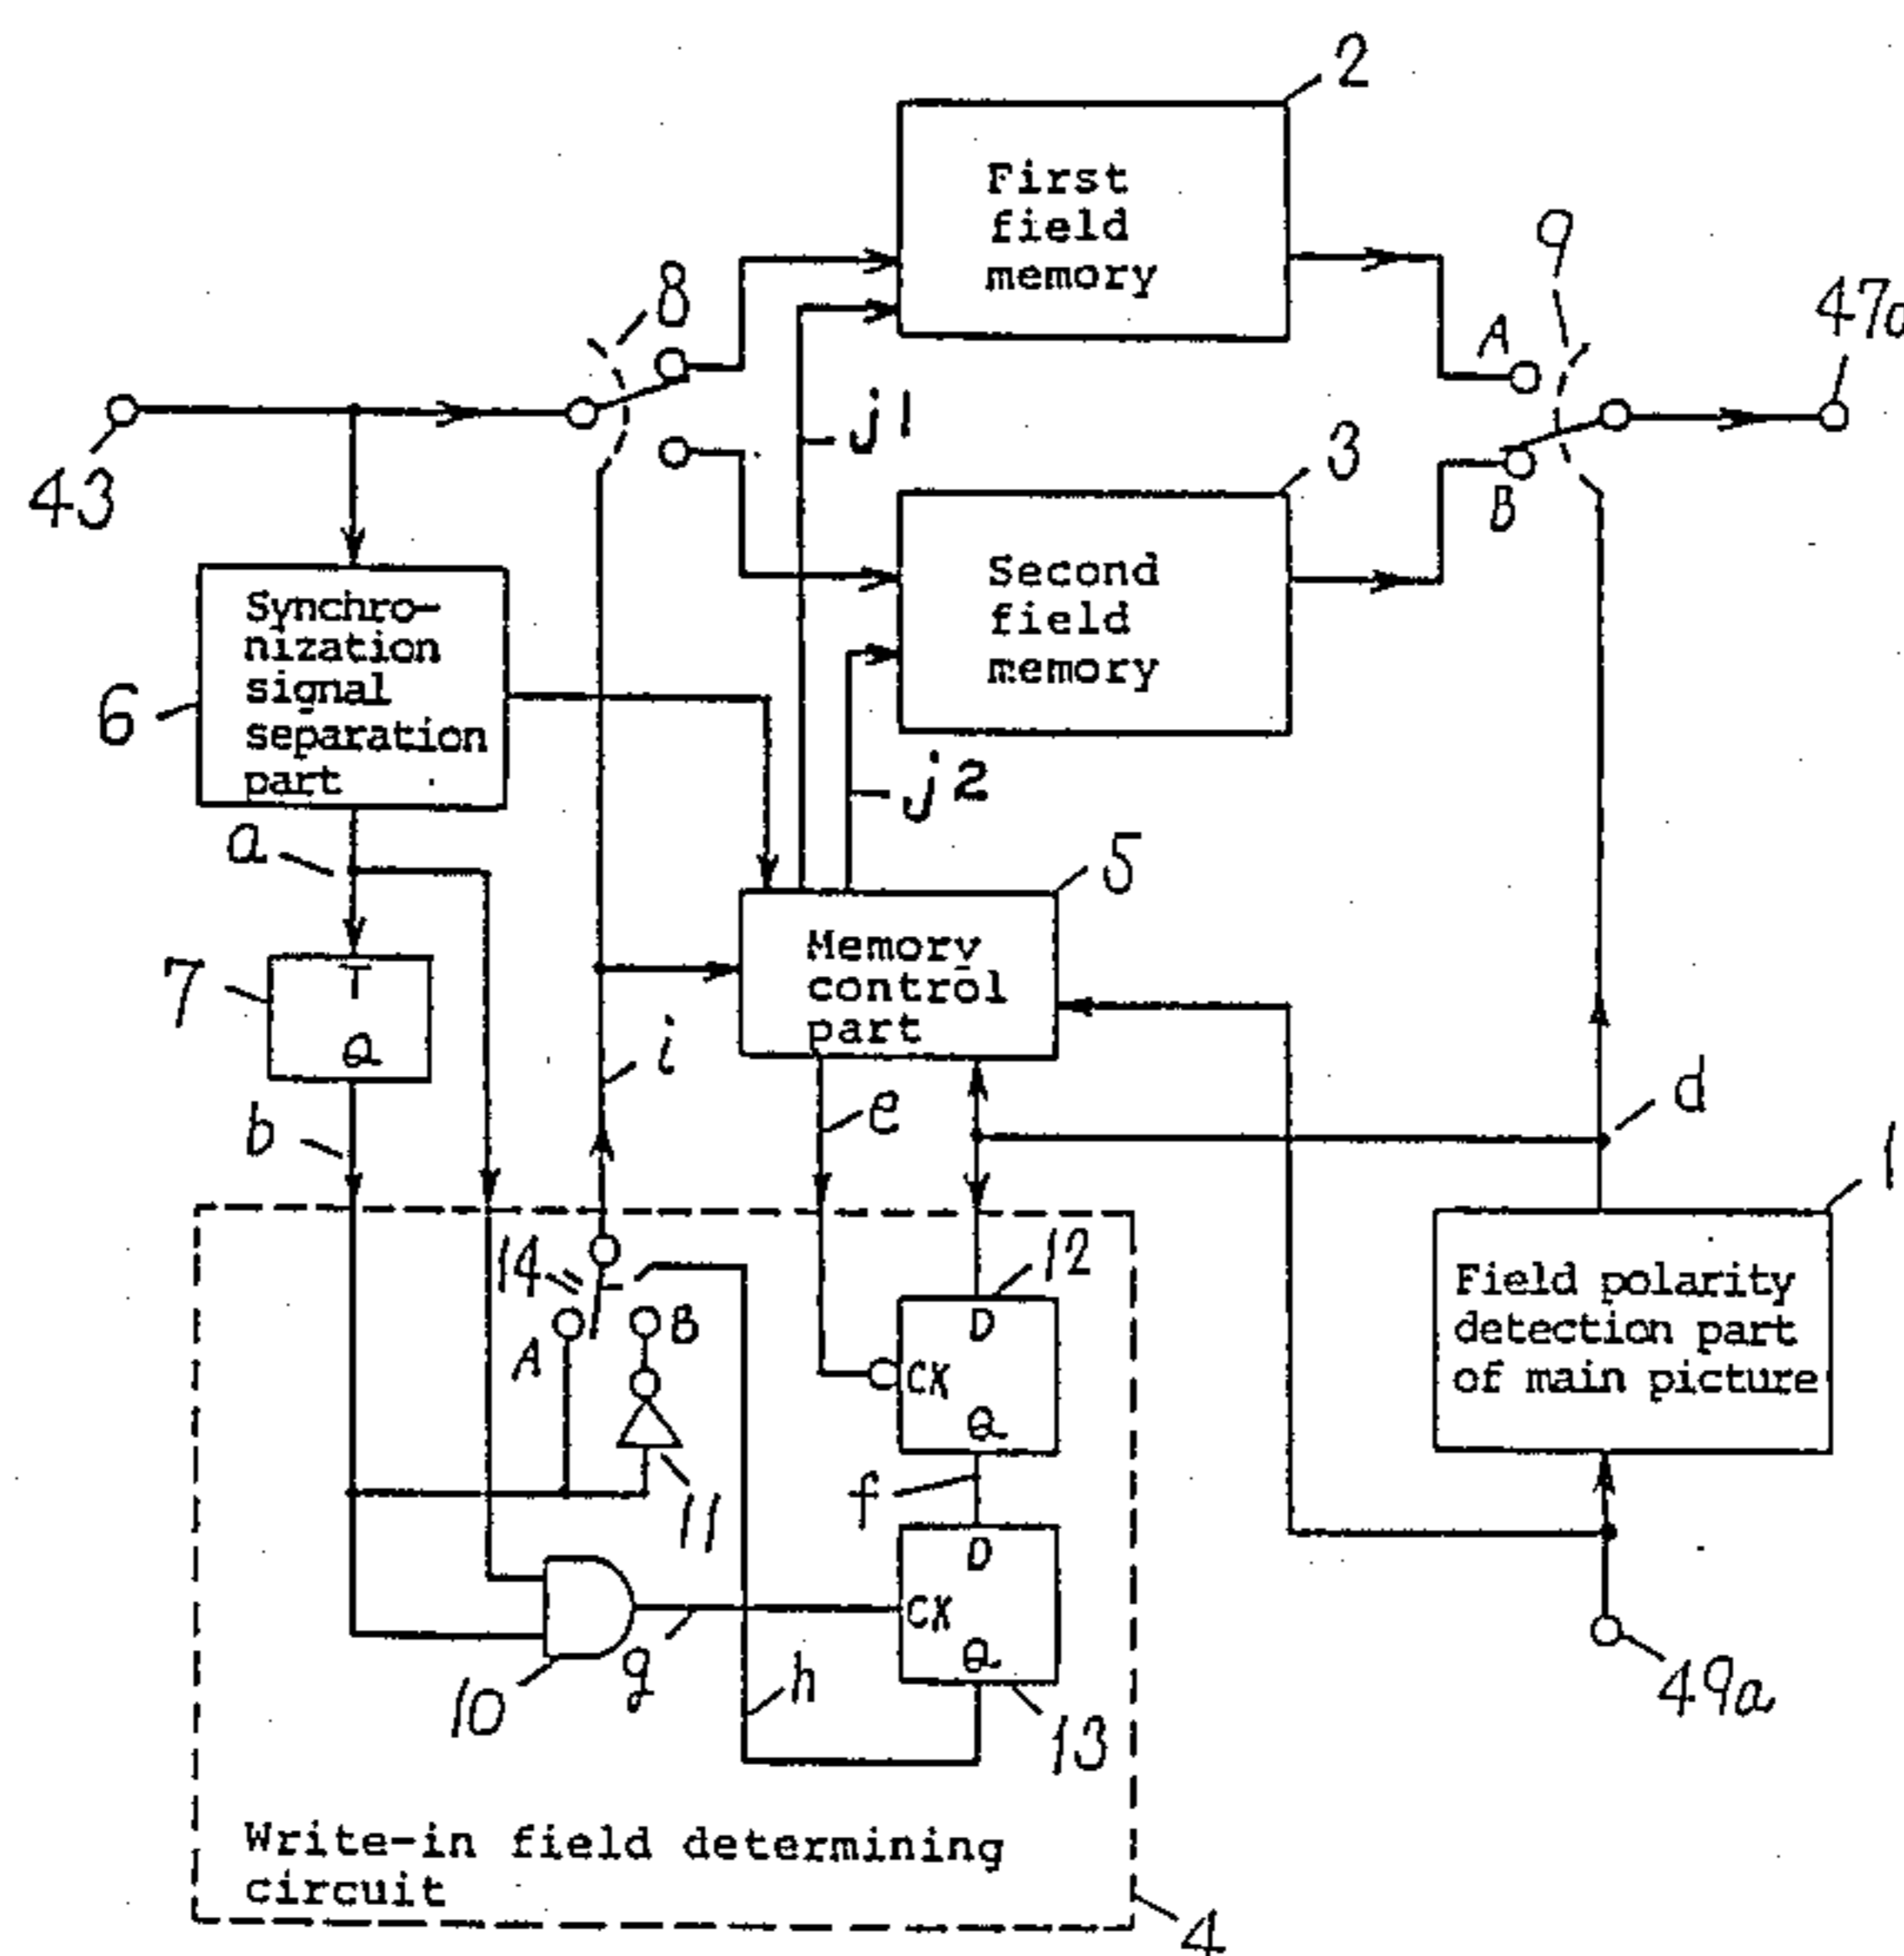 2
First
field
memory
8
9
A
47a
43
j1
B
3
Second
field
memory
Synchro-
nization
signal
separation
part
6
j2
a
5
Memory
control
part
7
T
Q
i
b
e
d
1
Field polarity
detection part
of main picture
14
A
B
12
D
CK
Q
11
f
D
CK
Q
10
g
h
13
49a
Write-in field determining
circuit
4